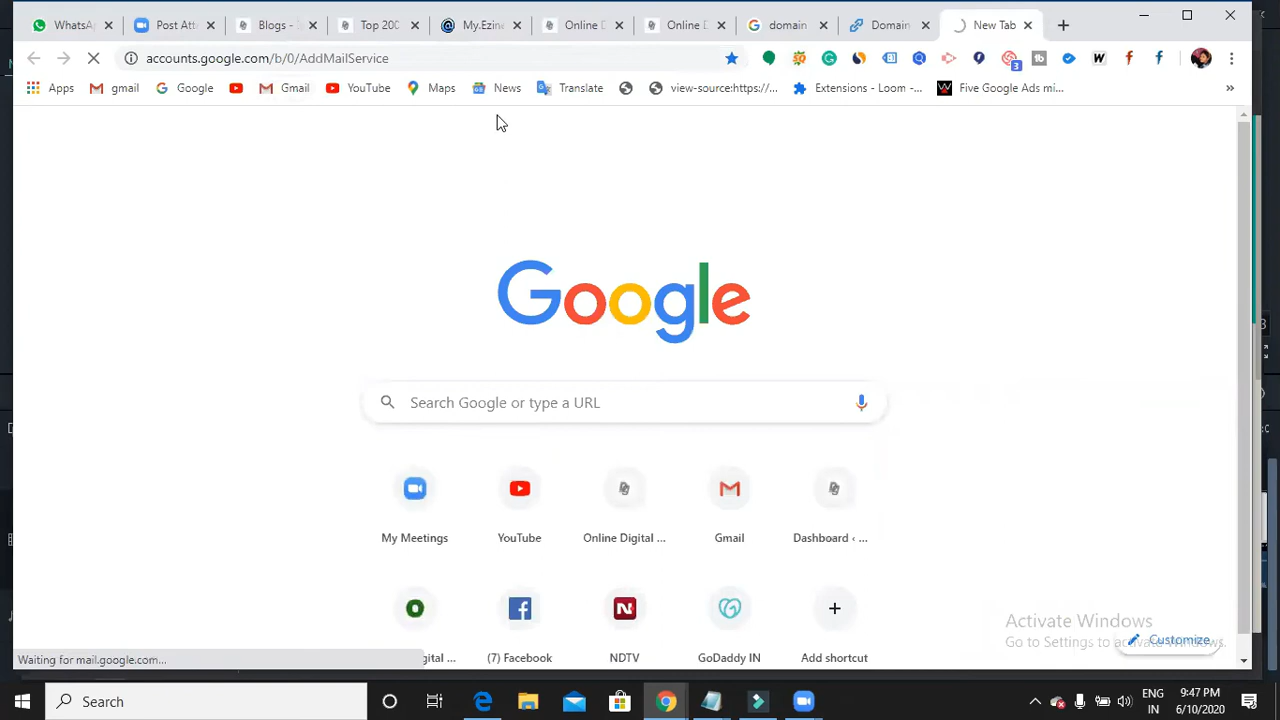 WhatsA
Post Atte
Blogs -
Top 200
My.Ezine
Online D
Online D
domain
Domain
New Tab
accounts.google.com/b/0/AddMailService
3
Apps
gmail
Google
Gmail
YouTube
Maps
News
Translate
view-source:https://...
Extensions - Loom -...
Five Google Ads mi...
»
Google
Search Google or type a URL
My Meetings
YouTube
Online Digital ...
Gmail
Dashboard ‹ ...
gital ...
(7) Facebook
NDTV
GoDaddy IN
Add shortcut
Activate Windows
Go to Settings to activate Windows.
Customize
Waiting for mail.google.com...
Search
ENG
IN
9:47 PM
6/10/2020